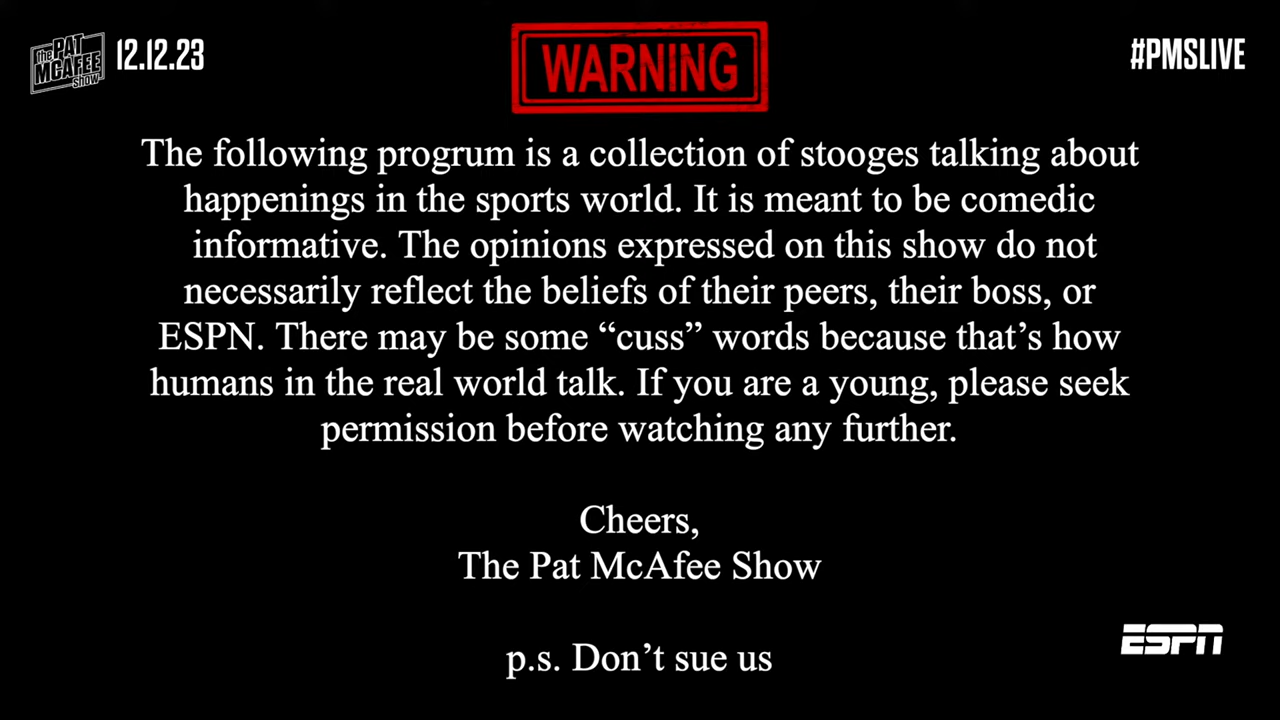 the PAT
MCAFEE
show
12.12.23
WARNING
#PMSLIVE
The following progrum is a collection of stooges talking about
happenings in the sports world. It is meant to be comedic
informative. The opinions expressed on this show do not
necessarily reflect the beliefs of their peers, their boss, or
ESPN. There may be some “cuss” words because that’s how
humans in the real world talk. If you are a young, please seek
permission before watching any further.
Cheers,
The Pat McAfee Show
ESPN
p.s. Don’t sue us